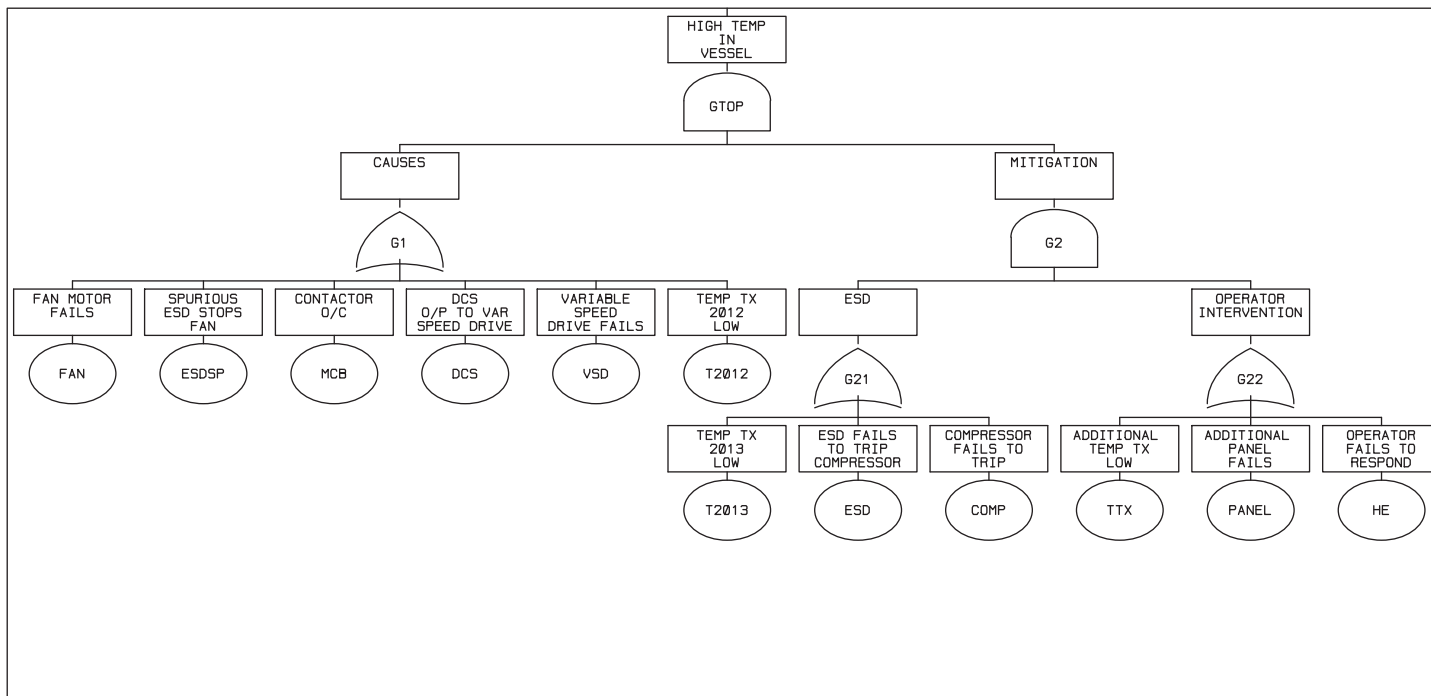 HIGH TEMP
IN
VESSEL
GTOP
CAUSES
MITIGATION
G1
G2
FAN MOTOR
FAILS
SPURIOUS
ESD STOPS
FAN
CONTACTOR
O/C
DCS
O/P TO VAR
SPEED DRIVE
VARIABLE
SPEED
DRIVE FAILS
TEMP TX
2012
LOW
ESD
OPERATOR
INTERVENTION
FAN
ESDSP
MCB
DCS
VSD
T2012
G21
G22
TEMP TX
2013
LOW
ESD FAILS
TO TRIP
COMPRESSOR
COMPRESSOR
FAILS TO
TRIP
ADDITIONAL
TEMP TX
LOW
ADDITIONAL
PANEL
FAILS
OPERATOR
FAILS TO
RESPOND
T2013
ESD
COMP
TTX
PANEL
HE